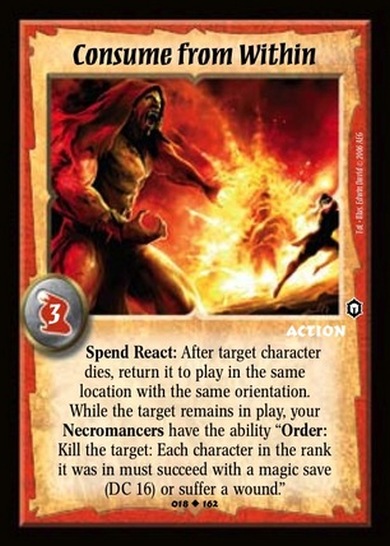 Consume from Within
3
ACTION
Spend React: After target character
dies, return it to play in the same
location with the same orientation.
While the target remains in play, your
Necromancers have the ability “Order:
Kill the target: Each character in the rank
it was in must succeed with a magic save
(DC 16) or suffer a wound.”
018 ◆ 162